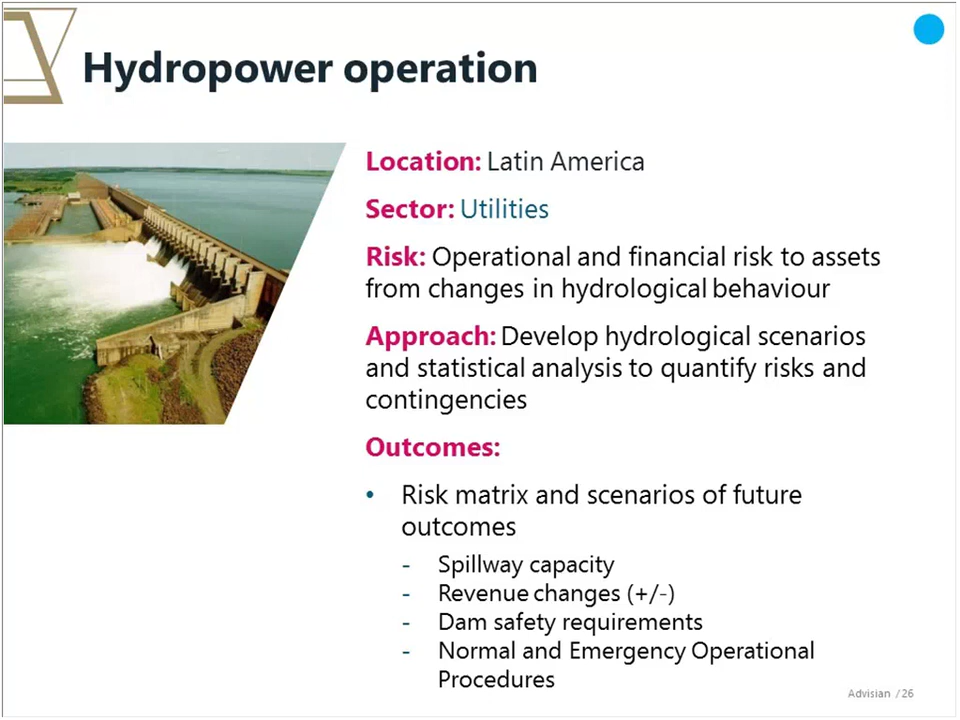 Hydropower operation
Location: Latin America
Sector: Utilities
Risk: Operational and financial risk to assets
from changes in hydrological behaviour
Approach: Develop hydrological scenarios
and statistical analysis to quantify risks and
contingencies
Outcomes:
• Risk matrix and scenarios of future
outcomes
- Spillway capacity
- Revenue changes (+/-)
- Dam safety requirements
- Normal and Emergency Operational
Procedures
Advisian / 26